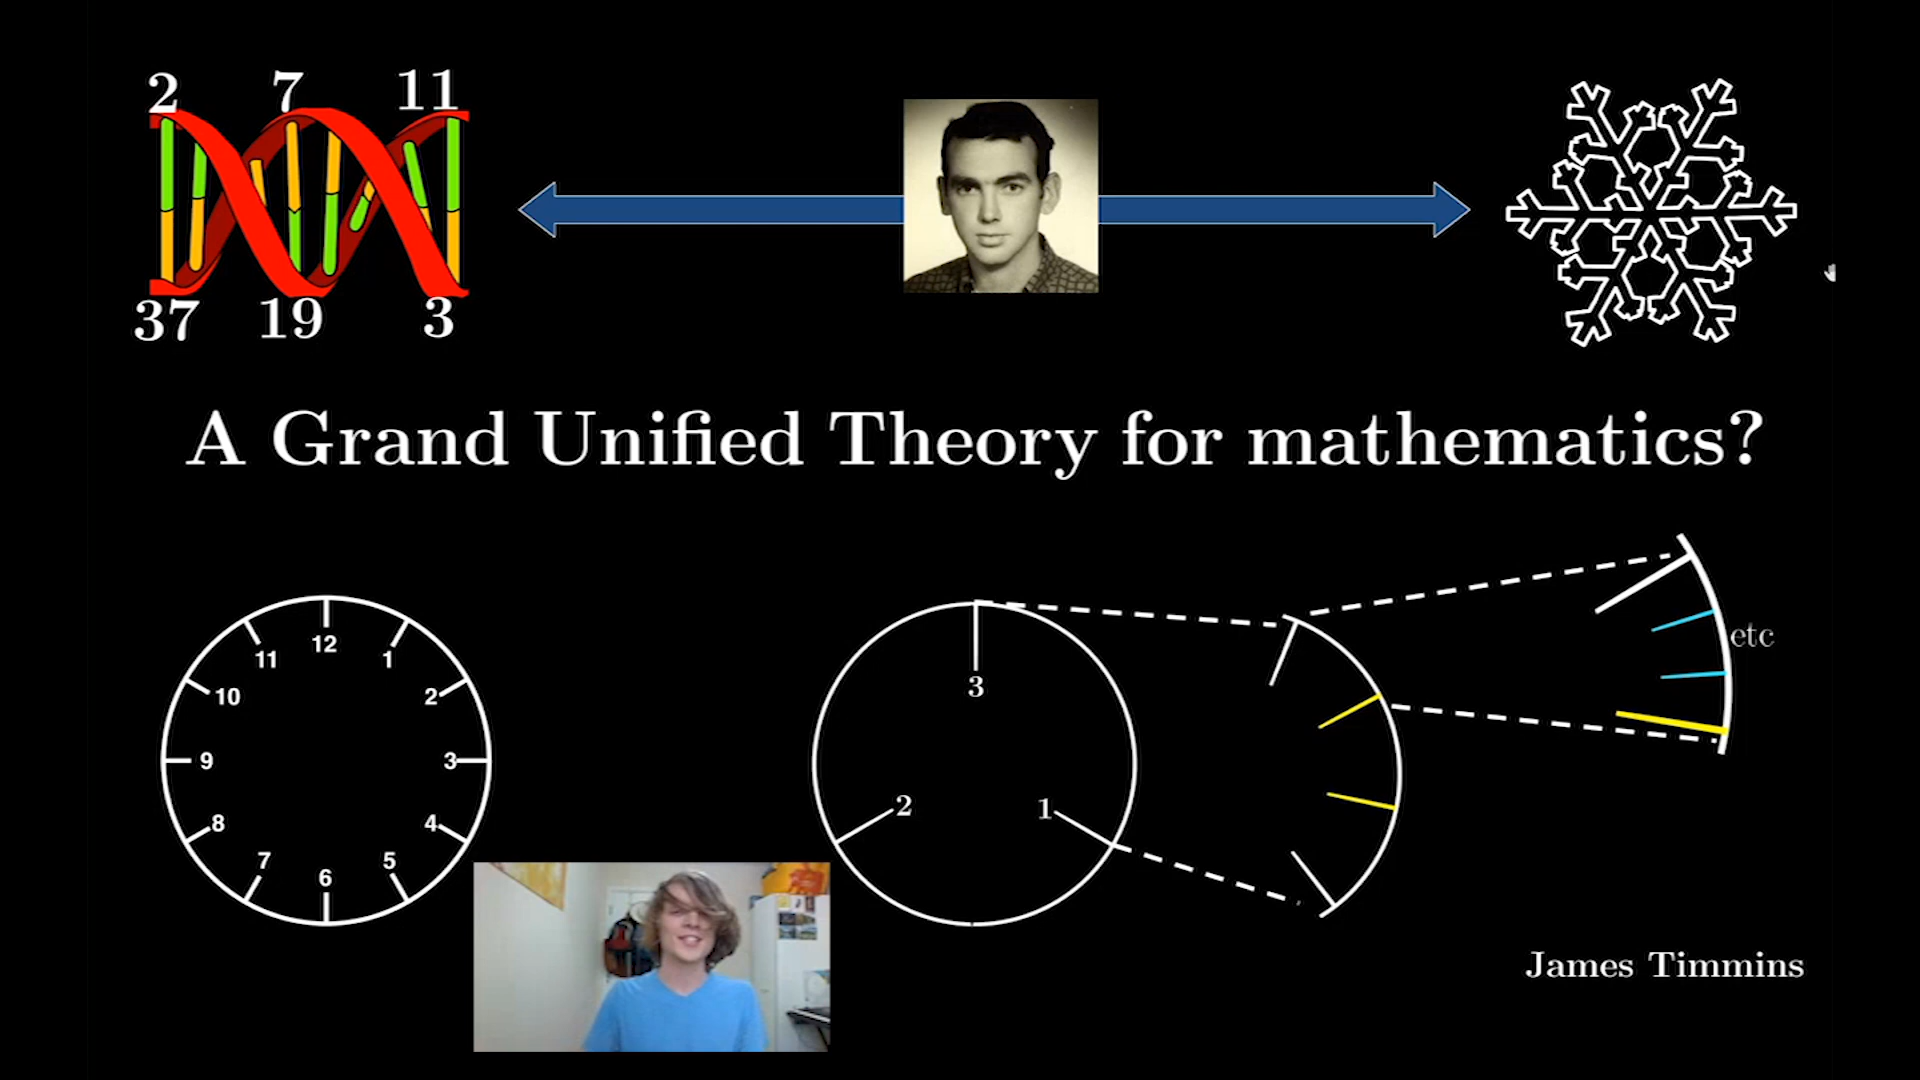 2 7 11
37 19 3
A Grand Unified Theory for mathematics?
etc
12
11 1
10 2
9 3
8 4
7 5
6
3
2 1
James Timmins